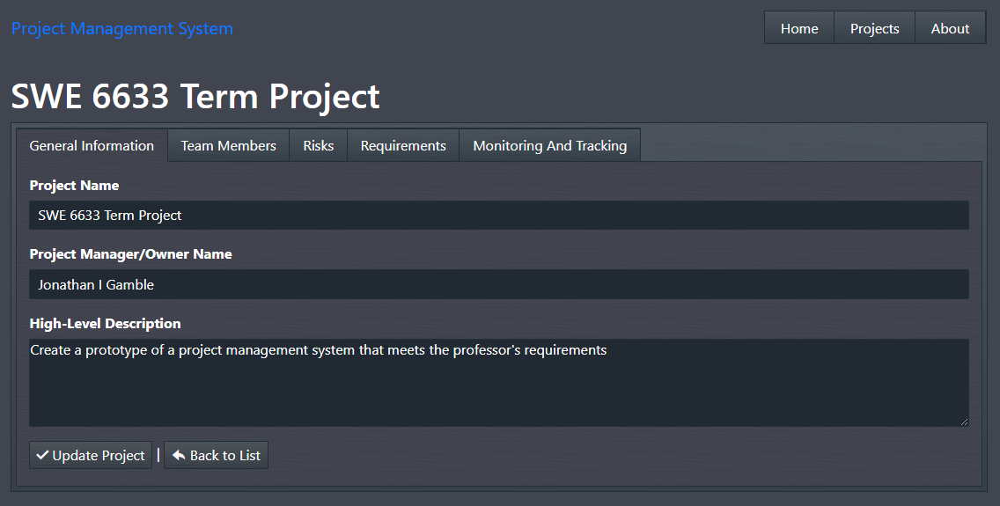 Project Management System
Home Projects About
SWE 6633 Term Project
General Information Team Members Risks Requirements Monitoring And Tracking
Project Name
SWE 6633 Term Project
Project Manager/Owner Name
Jonathan I Gamble
High-Level Description
Create a prototype of a project management system that meets the professor's requirements
Update Project | Back to List